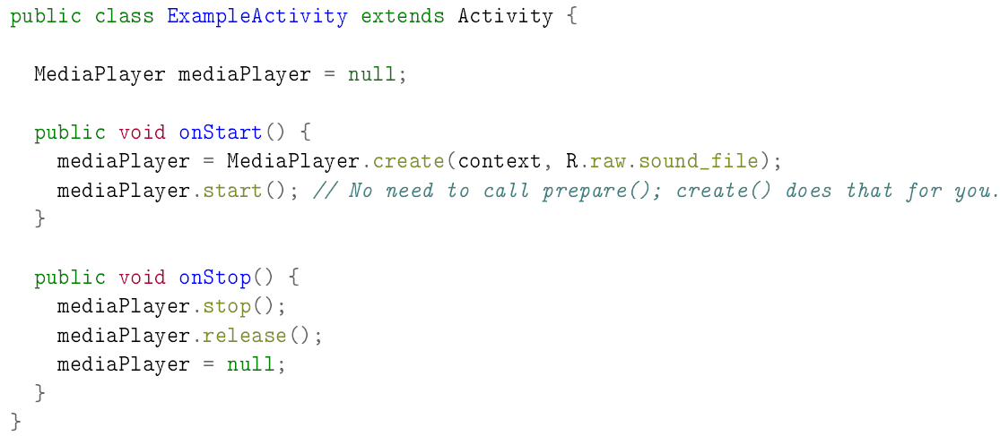 public class ExampleActivity extends Activity {
MediaPlayer mediaPlayer = null;
public void onStart() {
mediaPlayer = MediaPlayer.create(context, R.raw.sound_file);
mediaPlayer.start(); // No need to call prepare(); create() does that for you.
}
public void onStop() {
mediaPlayer.stop();
mediaPlayer.release();
mediaPlayer = null;
}
}